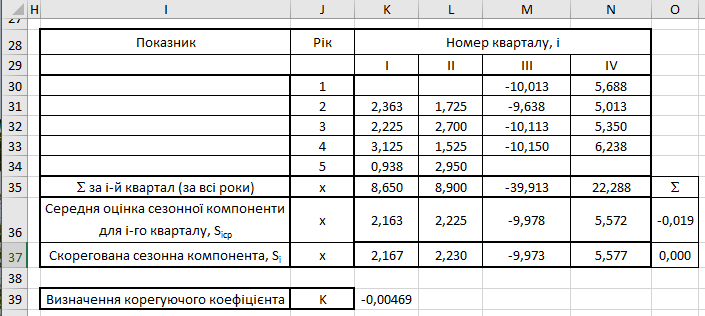 H I J K L M N O
27
28 Показник Рік Номер кварталу, i
29 I II III IV
30 1 -10,013 5,688
31 2 2,363 1,725 -9,638 5,013
32 3 2,225 2,700 -10,113 5,350
33 4 3,125 1,525 -10,150 6,238
34 5 0,938 2,950
35 Σ за i-й квартал (за всі роки) x 8,650 8,900 -39,913 22,288 Σ
Середня оцінка сезонної компоненти
36 для i-го кварталу, Siср x 2,163 2,225 -9,978 5,572 -0,019
37 Скорегована сезонна компонента, Si x 2,167 2,230 -9,973 5,577 0,000
38
39 Визначення корегуючого коефіцієнта K -0,00469